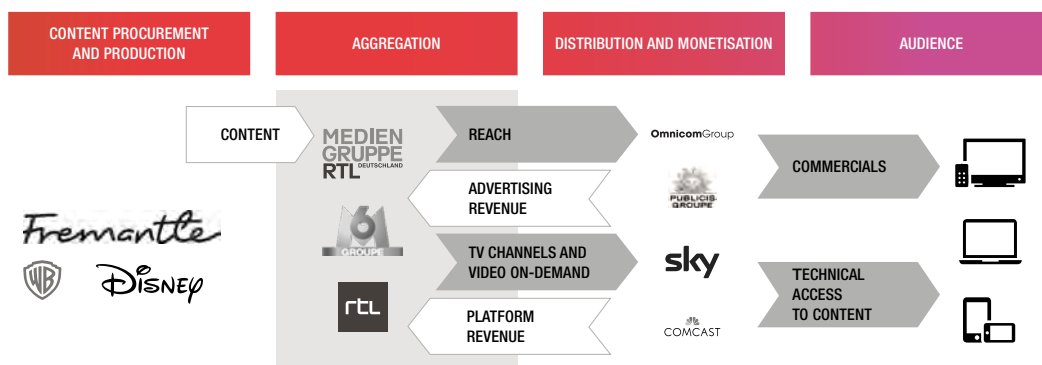 CONTENT PROCUREMENT
AND PRODUCTION
AGGREGATION
DISTRIBUTION AND MONETISATION
AUDIENCE
CONTENT
Fremantle
WB
Disney
MEDIEN
GRUPPE
RTL DEUTSCHLAND
6
GROUPE
rtl
REACH
ADVERTISING
REVENUE
TV CHANNELS AND
VIDEO ON-DEMAND
PLATFORM
REVENUE
OmnicomGroup
PUBLICIS
GROUPE
sky
COMCAST
COMMERCIALS
TECHNICAL
ACCESS
TO CONTENT